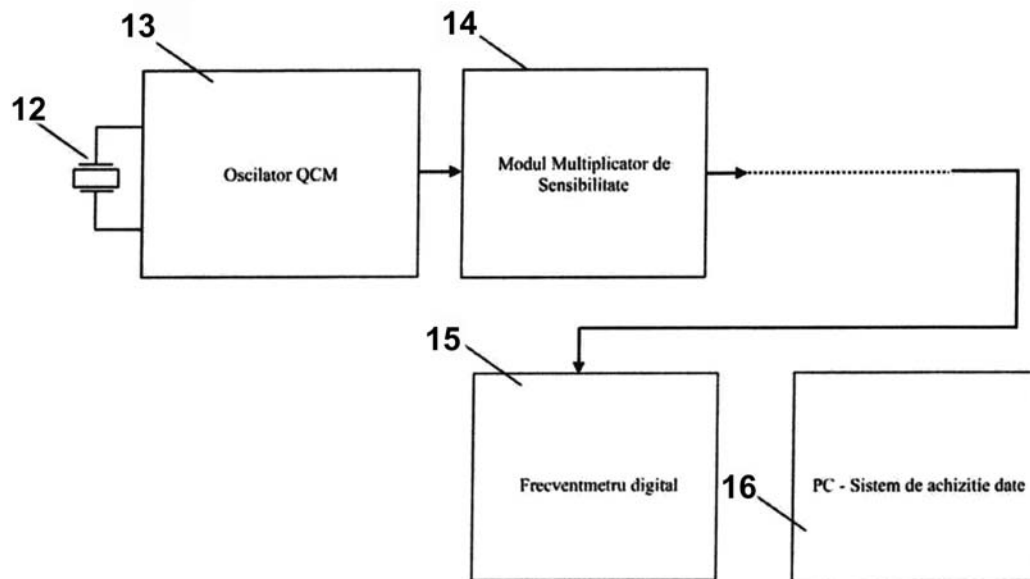 13
14
12
Oscilator QCM
Modul Multiplicator de
Sensibilitate
15
Frecventmetru digital
16
PC - Sistem de achizitie date